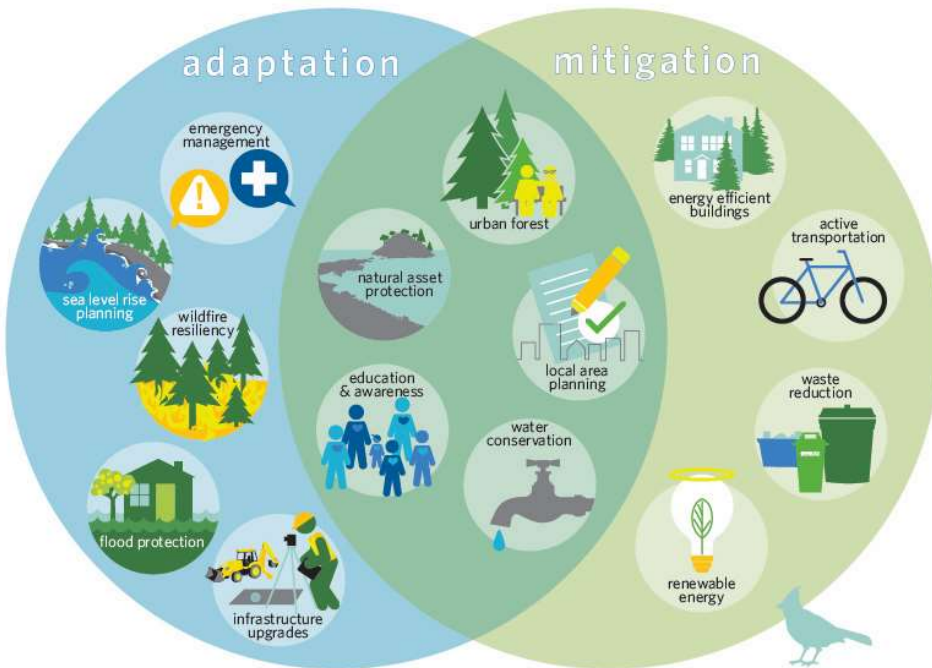 adaptation
mitigation
emergency
management
sea level rise
planning
wildfire
resiliency
flood protection
infrastructure
upgrades
urban forest
natural asset
protection
local area
planning
education
& awareness
water
conservation
energy efficient
buildings
active
transportation
waste
reduction
renewable
energy